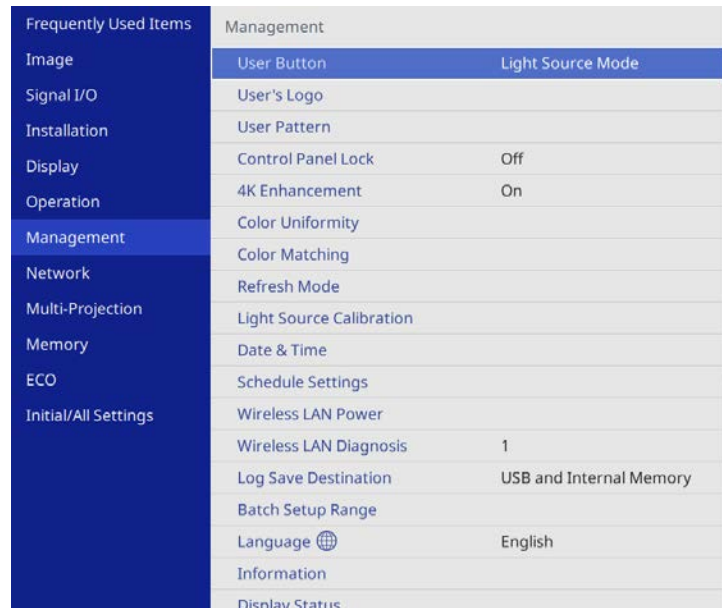 Frequently Used Items
Image
Signal I/O
Installation
Display
Operation
Management
Network
Multi-Projection
Memory
ECO
Initial/All Settings
Management
User Button Light Source Mode
User's Logo
User Pattern
Control Panel Lock Off
4K Enhancement On
Color Uniformity
Color Matching
Refresh Mode
Light Source Calibration
Date & Time
Schedule Settings
Wireless LAN Power
Wireless LAN Diagnosis 1
Log Save Destination USB and Internal Memory
Batch Setup Range
Language English
Information
Display Status